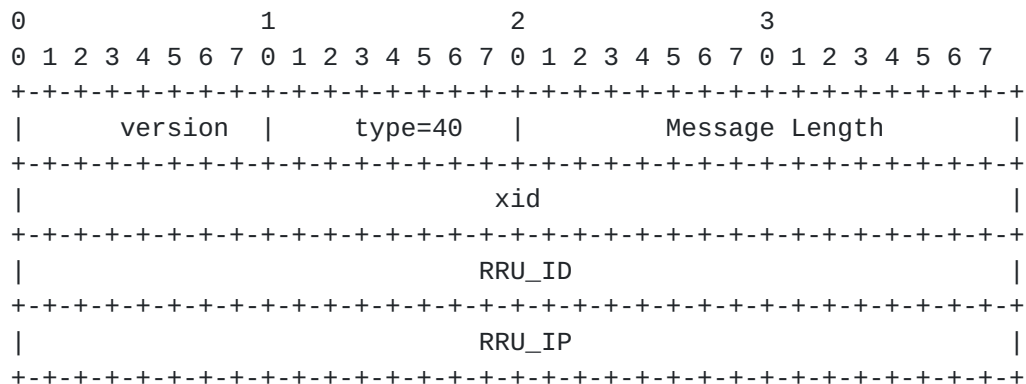 0                   1                   2                   3
0 1 2 3 4 5 6 7 0 1 2 3 4 5 6 7 0 1 2 3 4 5 6 7 0 1 2 3 4 5 6 7
+-+-+-+-+-+-+-+-+-+-+-+-+-+-+-+-+-+-+-+-+-+-+-+-+-+-+-+-+-+-+-+-+
|      version  |     type=40   |         Message Length        |
+-+-+-+-+-+-+-+-+-+-+-+-+-+-+-+-+-+-+-+-+-+-+-+-+-+-+-+-+-+-+-+-+
|                              xid                              |
+-+-+-+-+-+-+-+-+-+-+-+-+-+-+-+-+-+-+-+-+-+-+-+-+-+-+-+-+-+-+-+-+
|                             RRU_ID                            |
+-+-+-+-+-+-+-+-+-+-+-+-+-+-+-+-+-+-+-+-+-+-+-+-+-+-+-+-+-+-+-+-+
|                             RRU_IP                            |
+-+-+-+-+-+-+-+-+-+-+-+-+-+-+-+-+-+-+-+-+-+-+-+-+-+-+-+-+-+-+-+-+